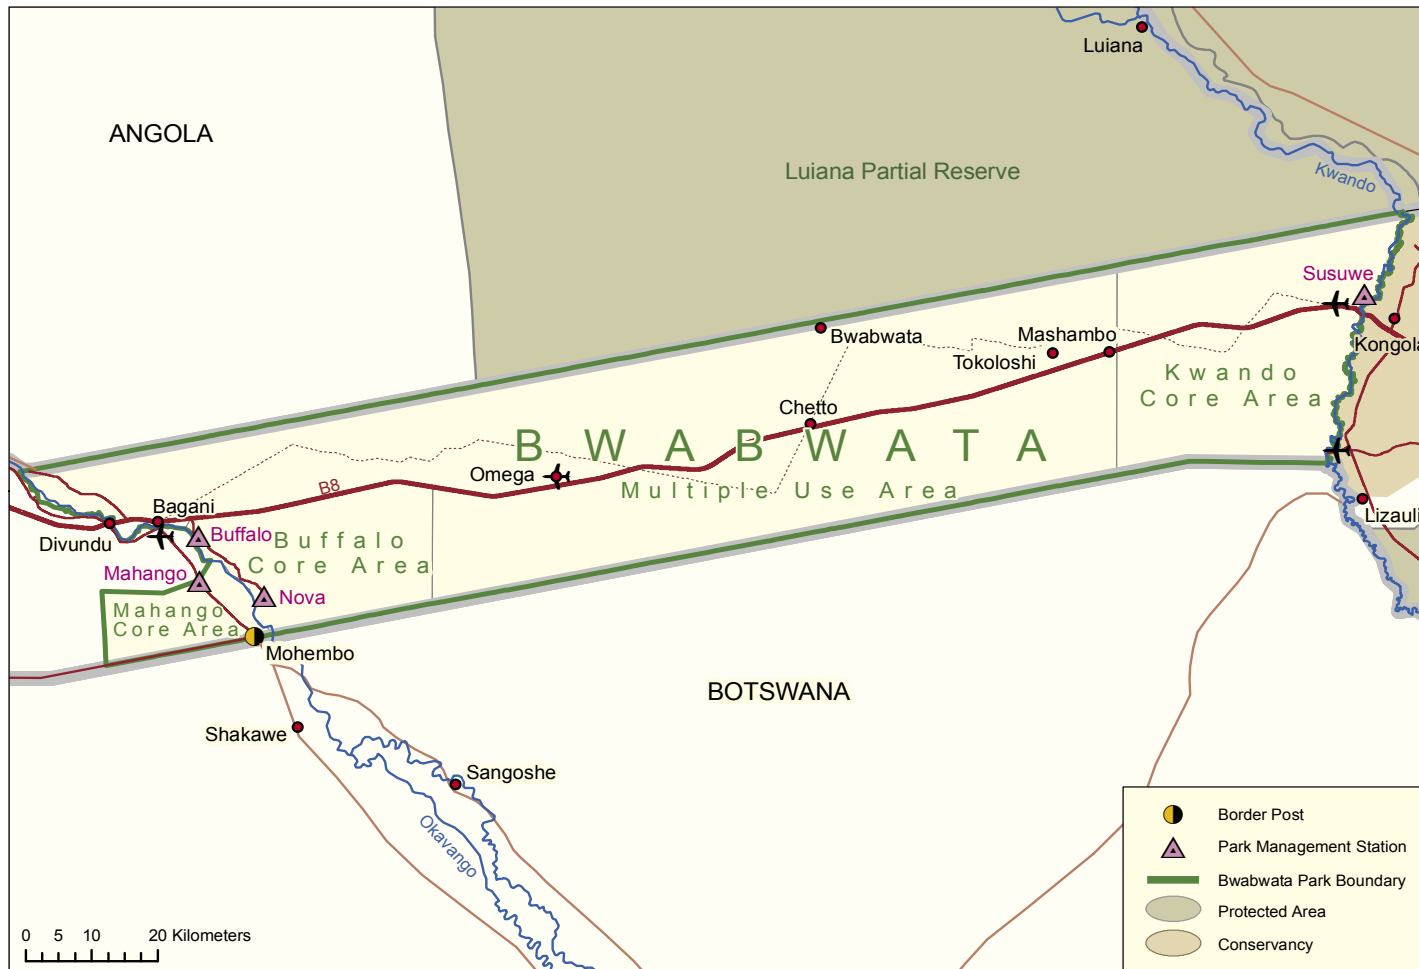 Luiana
ANGOLA
Luiana Partial Reserve
Kwando
Susuwe
Bwabwata
Mashambo
Tokoloshi
Kongola
Kwando
Core Area
Chetto
BWABWATA
Multiple Use Area
Omega
B8
Bagani
Divundu
Buffalo
Buffalo
Core Area
Lizauli
Mahango
Nova
Mahango
Core Area
Mohembo
BOTSWANA
Shakawe
Sangoshe
Okavango
Border Post
Park Management Station
Bwabwata Park Boundary
Protected Area
Conservancy
0 5 10 20 Kilometers